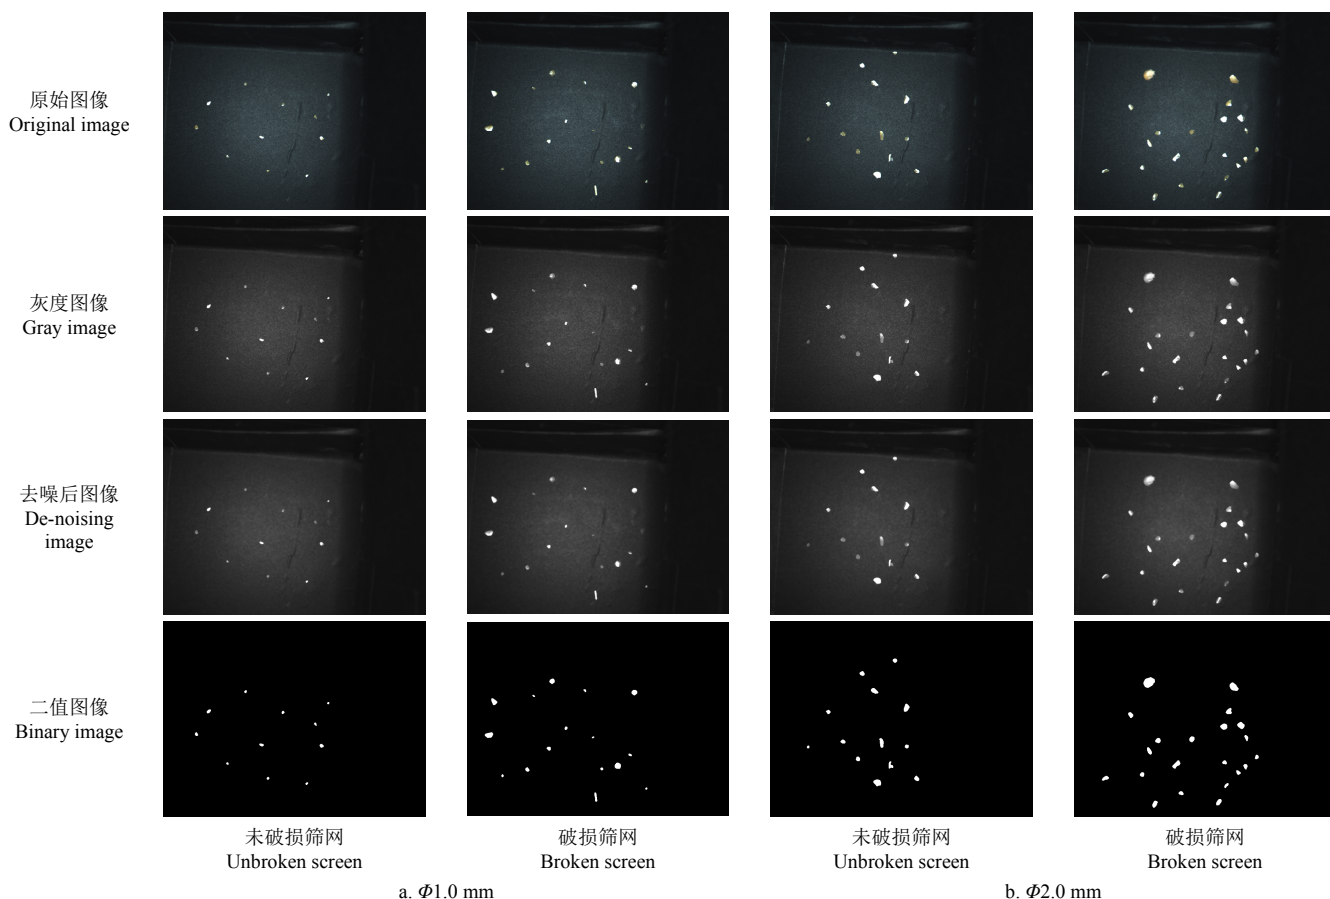 原始图像
Original image
灰度图像
Gray image
去噪后图像
De-noising
image
二值图像
Binary image
未破损筛网
Unbroken screen
破损筛网
Broken screen
未破损筛网
Unbroken screen
破损筛网
Broken screen
a. Φ1.0 mm
b. Φ2.0 mm